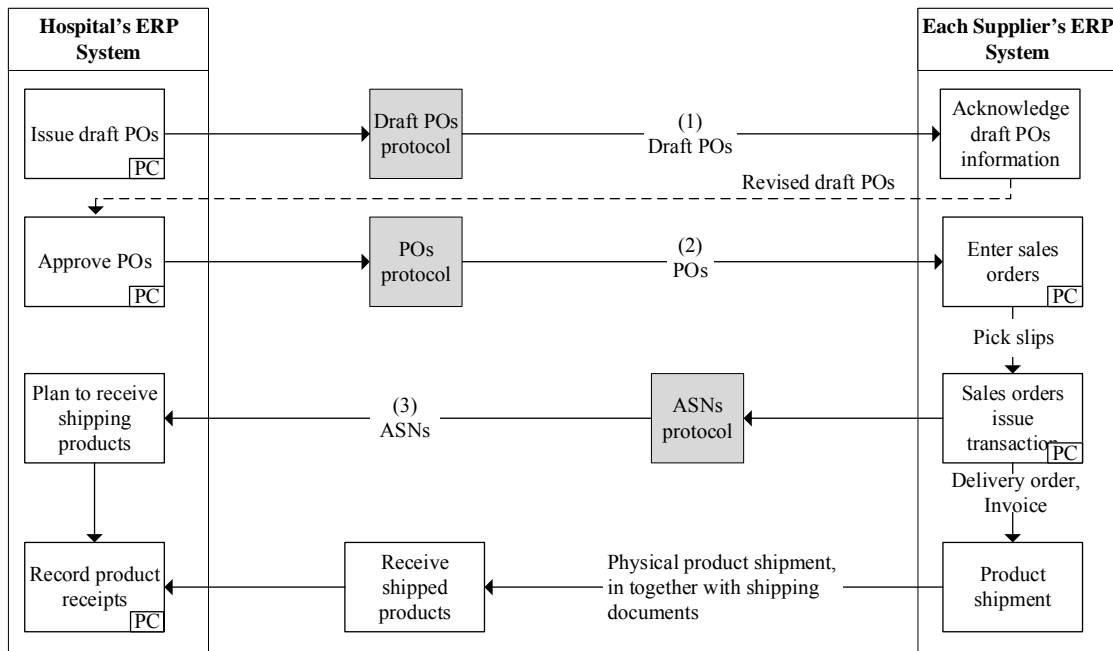 Hospital's ERP
System
Each Supplier's ERP
System
Issue draft POs
PC
Draft POs
protocol
(1)
Draft POs
Acknowledge
draft POs
information
Revised draft POs
Approve POs
PC
POs
protocol
(2)
POs
Enter sales
orders
PC
Pick slips
Plan to receive
shipping
products
(3)
ASNs
ASNs
protocol
Sales orders
issue
transaction
PC
Delivery order,
Invoice
Record product
receipts
PC
Receive
shipped
products
Physical product shipment,
in together with shipping
documents
Product
shipment